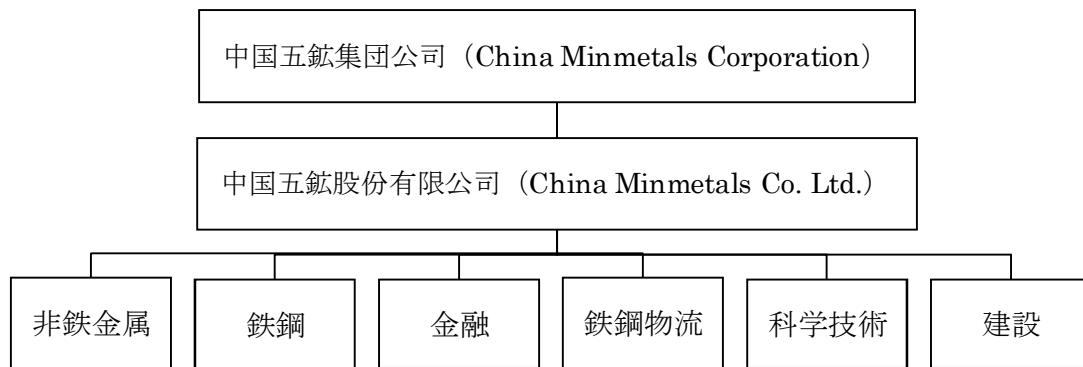 中国五鉱集団公司（China Minmetals Corporation）
中国五鉱股份有限公司（China Minmetals Co. Ltd.）
非鉄金属
鉄鋼
金融
鉄鋼物流
科学技術
建設